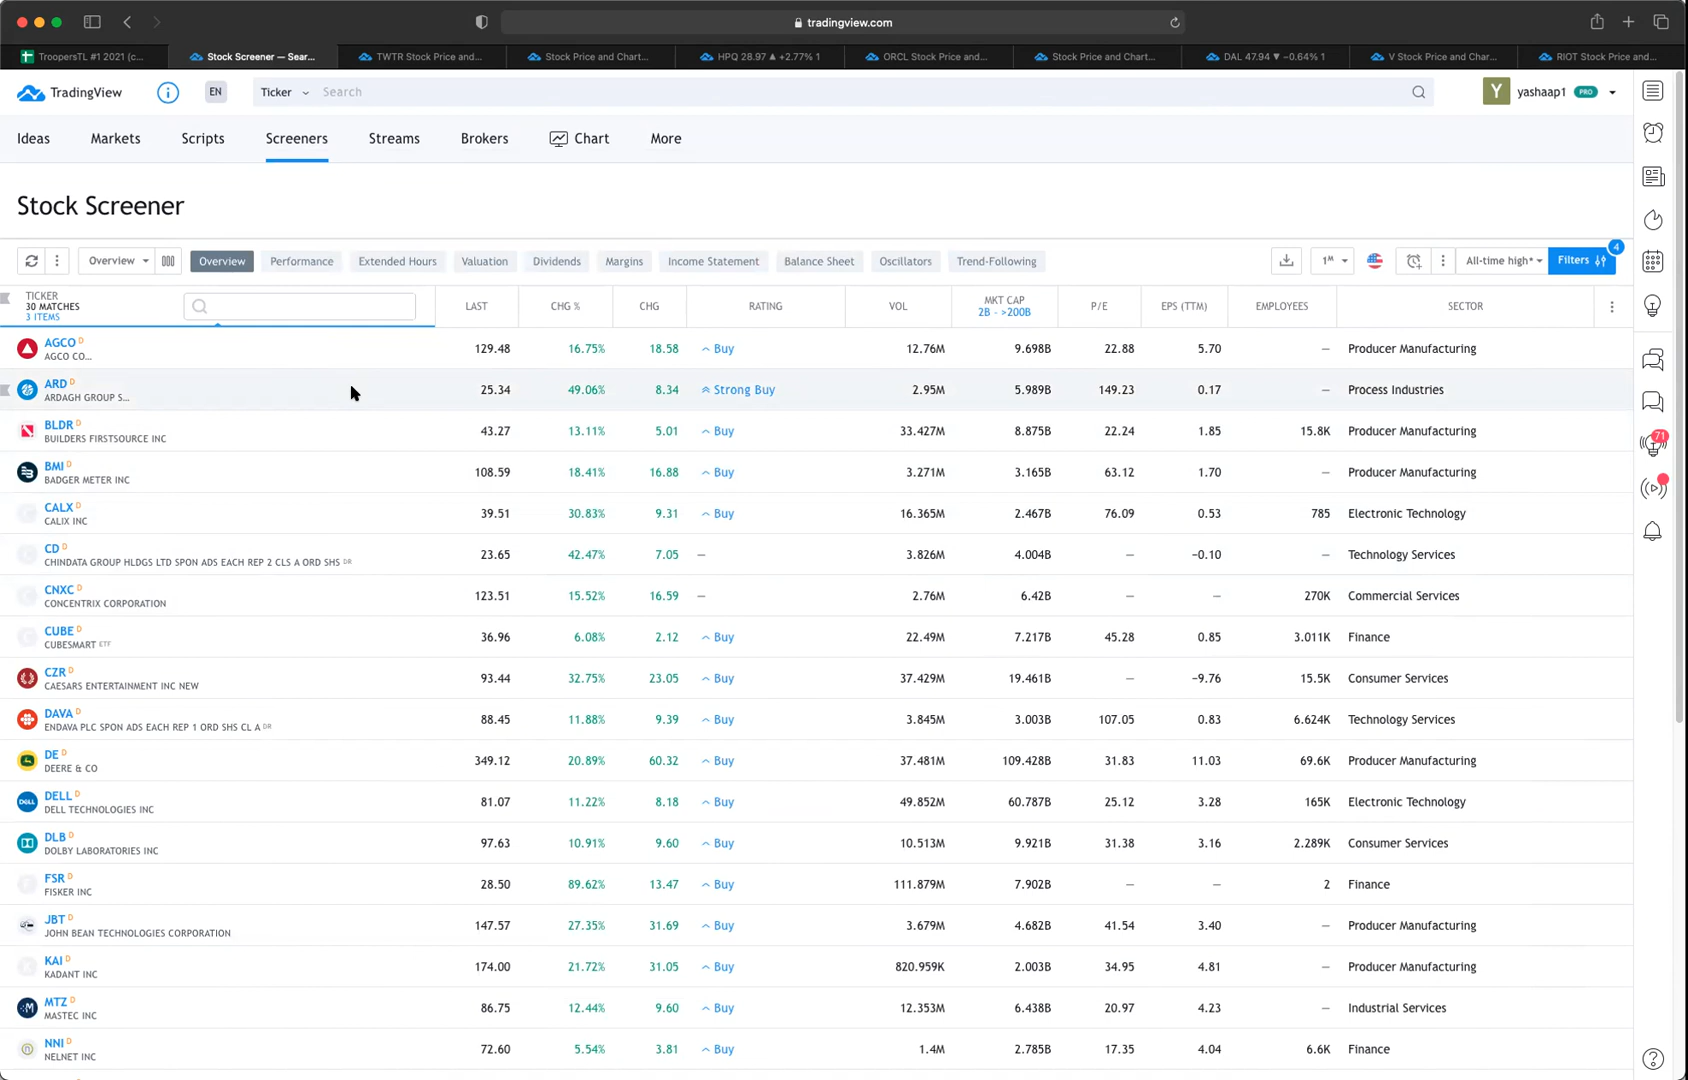 tradingview.com
TroopersTL #1 2021 (c...
Stock Screener — Sear...
TWTR Stock Price and...
Stock Price and Chart...
HPQ 28.97 ▲ +2.77% 1
ORCL Stock Price and...
Stock Price and Chart...
DAL 47.94 ▼ −0.64% 1
V Stock Price and Char...
RIOT Stock Price and...
TradingView
EN
Ticker
Search
Y
yashaap1
PRO
Ideas
Markets
Scripts
Screeners
Streams
Brokers
Chart
More
Stock Screener
4
Overview
Overview
Performance
Extended Hours
Valuation
Dividends
Margins
Income Statement
Balance Sheet
Oscillators
Trend-Following
1M
All-time high*
Filters
TICKER
30 MATCHES
3 ITEMS
LAST
CHG %
CHG
RATING
VOL
MKT CAP
2B - >200B
P/E
EPS (TTM)
EMPLOYEES
SECTOR
AGCO D 129.48 16.75% 18.58 Buy 12.76M 9.698B 22.88 5.70 — Producer Manufacturing
AGCO CO...
ARD D 25.34 49.06% 8.34 Strong Buy 2.95M 5.989B 149.23 0.17 — Process Industries
ARDAGH GROUP S...
BLDR D 43.27 13.11% 5.01 Buy 33.427M 8.875B 22.24 1.85 15.8K Producer Manufacturing
BUILDERS FIRSTSOURCE INC
BMI D 108.59 18.41% 16.88 Buy 3.271M 3.165B 63.12 1.70 — Producer Manufacturing
BADGER METER INC
CALX D 39.51 30.83% 9.31 Buy 16.365M 2.467B 76.09 0.53 785 Electronic Technology
CALIX INC
CD D 23.65 42.47% 7.05 — 3.826M 4.004B — −0.10 — Technology Services
CHINDATA GROUP HLDGS LTD SPON ADS EACH REP 2 CLS A ORD SHS DR
CNXC D 123.51 15.52% 16.59 — 2.76M 6.42B — — 270K Commercial Services
CONCENTRIX CORPORATION
CUBE D 36.96 6.08% 2.12 Buy 22.49M 7.217B 45.28 0.85 3.011K Finance
CUBESMART ETF
CZR D 93.44 32.75% 23.05 Buy 37.429M 19.461B — −9.76 15.5K Consumer Services
CAESARS ENTERTAINMENT INC NEW
DAVA D 88.45 11.88% 9.39 Buy 3.845M 3.003B 107.05 0.83 6.624K Technology Services
ENDAVA PLC SPON ADS EACH REP 1 ORD SHS CL A DR
DE D 349.12 20.89% 60.32 Buy 37.481M 109.428B 31.83 11.03 69.6K Producer Manufacturing
DEERE & CO
DELL D 81.07 11.22% 8.18 Buy 49.852M 60.787B 25.12 3.28 165K Electronic Technology
DELL TECHNOLOGIES INC
DLB D 97.63 10.91% 9.60 Buy 10.513M 9.921B 31.38 3.16 2.289K Consumer Services
DOLBY LABORATORIES INC
FSR D 28.50 89.62% 13.47 Buy 111.879M 7.902B — — 2 Finance
FISKER INC
JBT D 147.57 27.35% 31.69 Buy 3.679M 4.682B 41.54 3.40 — Producer Manufacturing
JOHN BEAN TECHNOLOGIES CORPORATION
KAI D 174.00 21.72% 31.05 Buy 820.959K 2.003B 34.95 4.81 — Producer Manufacturing
KADANT INC
MTZ D 86.75 12.44% 9.60 Buy 12.353M 6.438B 20.97 4.23 — Industrial Services
MASTEC INC
NNI D 72.60 5.54% 3.81 Buy 1.4M 2.785B 17.35 4.04 6.6K Finance
NELNET INC
71